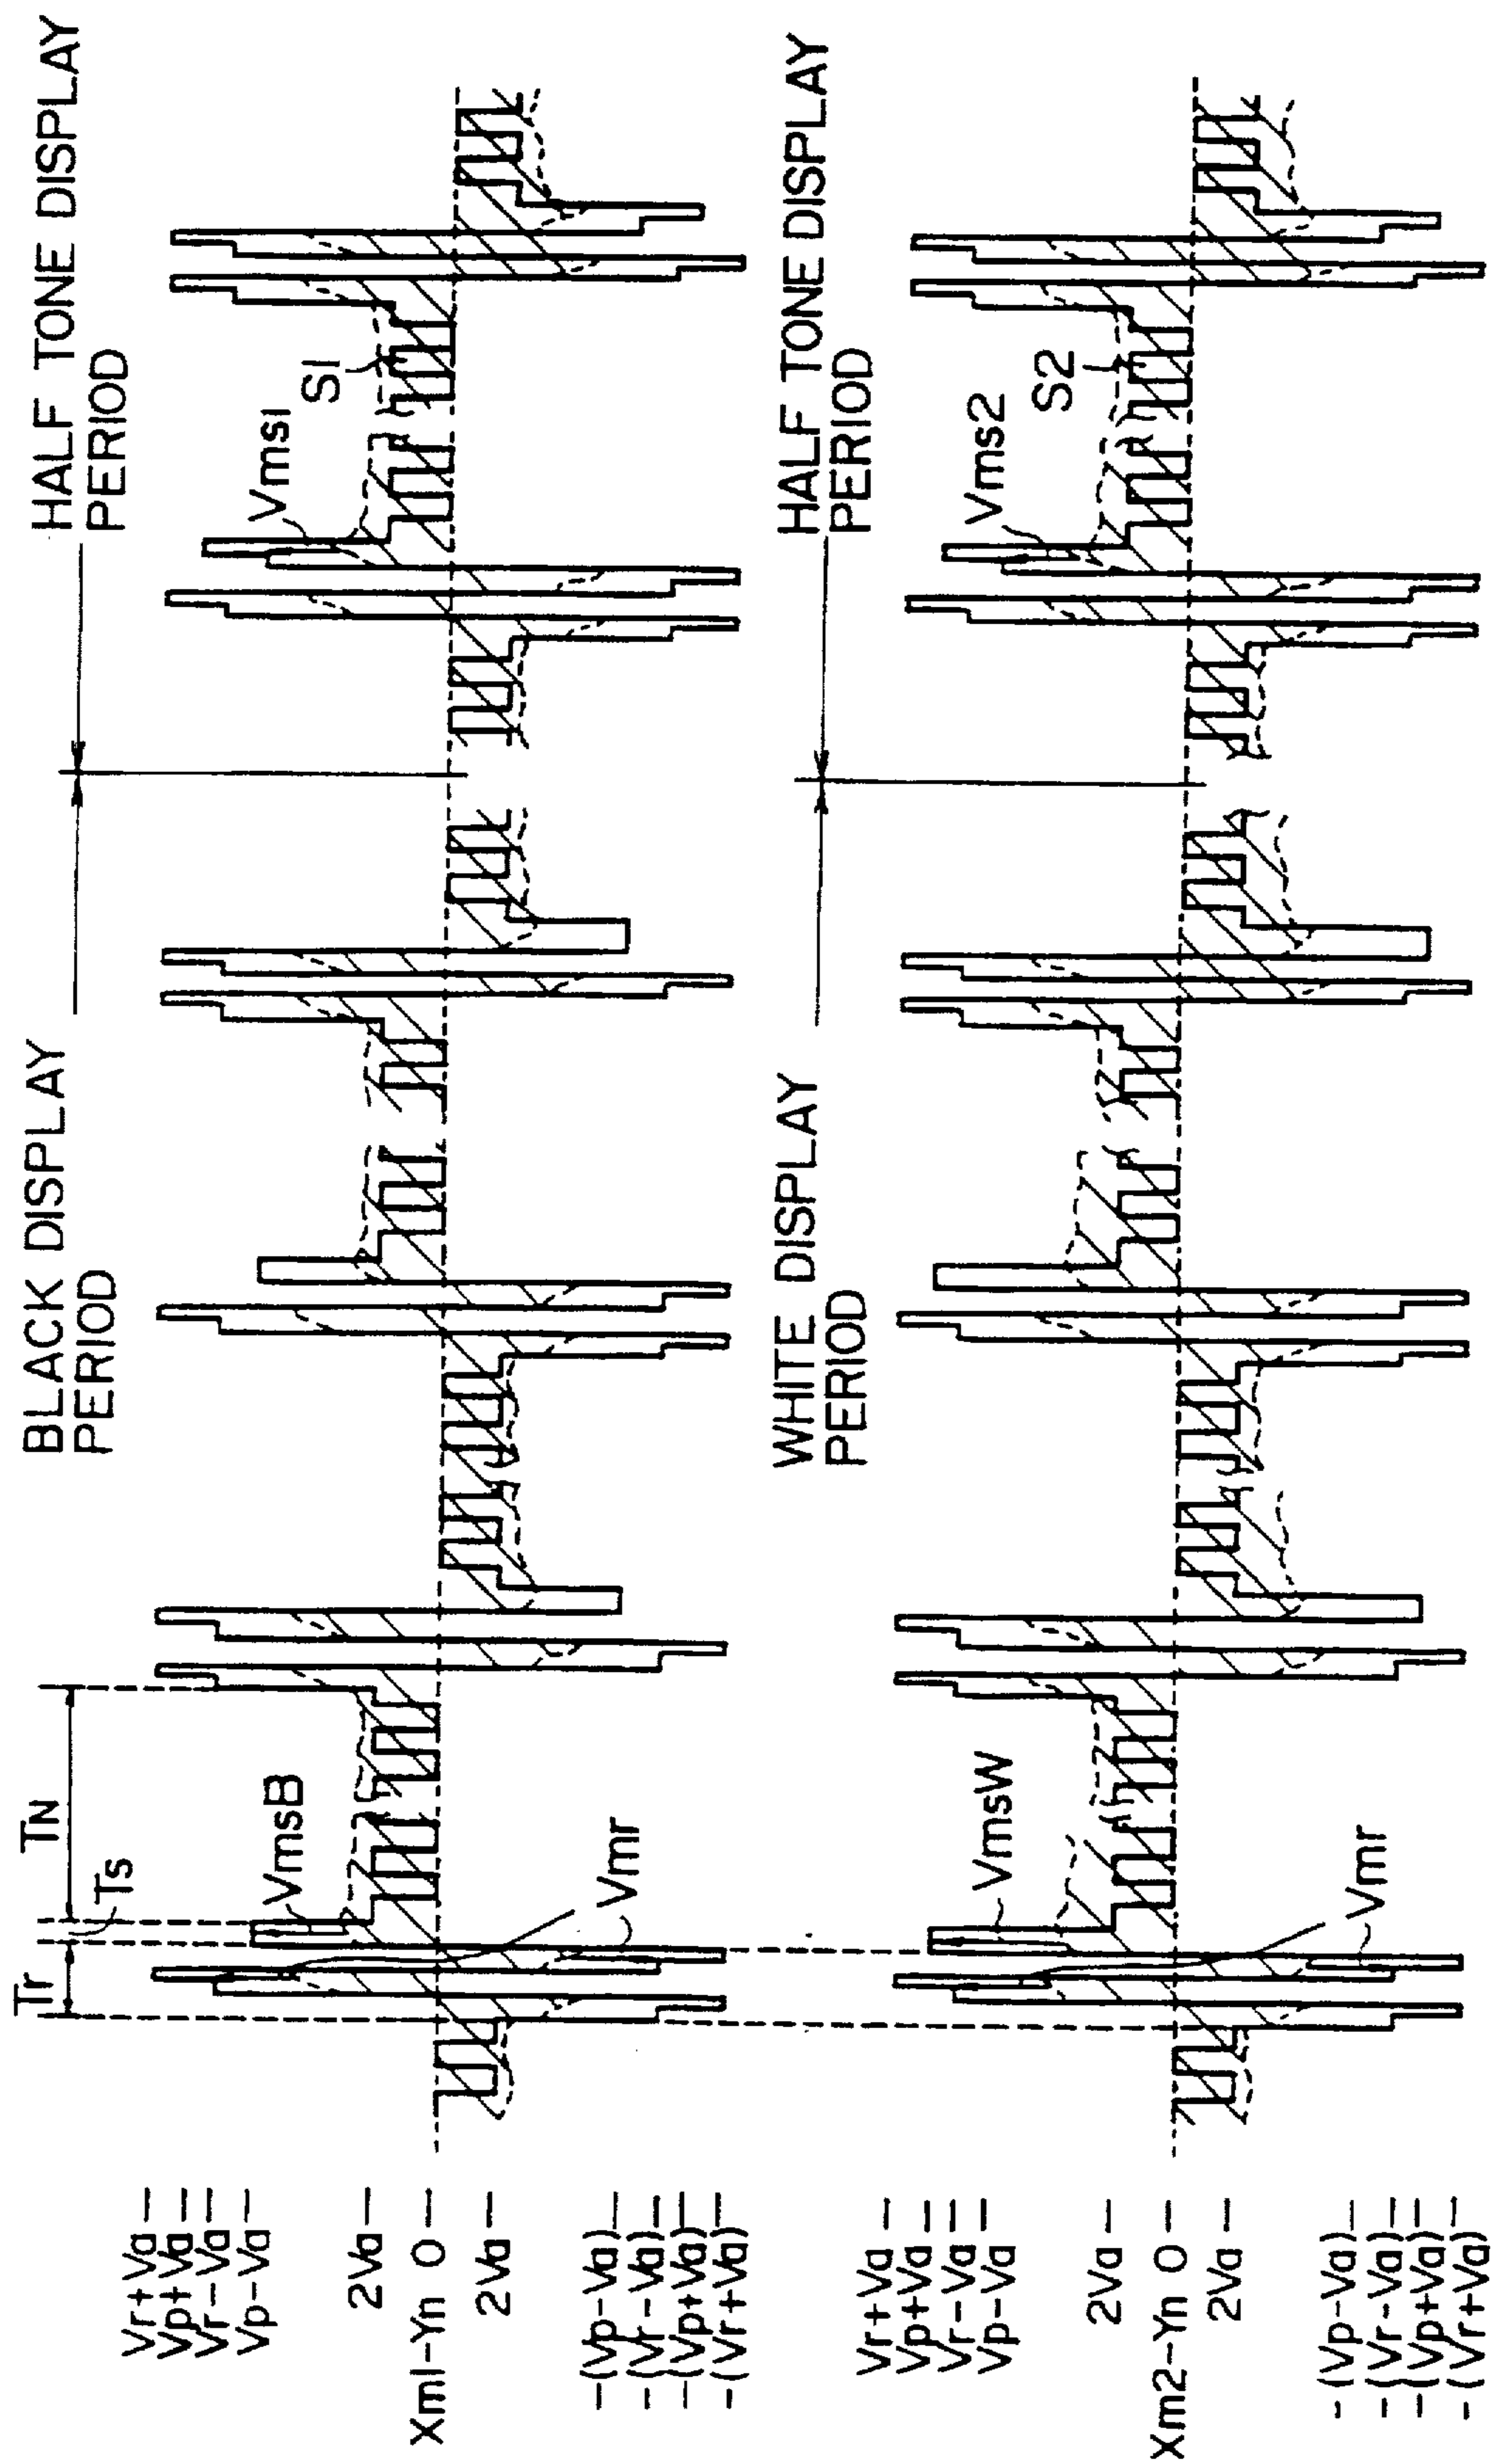 BLACK DISPLAY
PERIOD
HALF TONE DISPLAY
PERIOD
Tr
Ts
TN
VmsB
Vms1
S1
Vmr
Vr+Va
Vp+Va
Vr-Va
Vp-Va
2Va
Xm1-Yn 0
2Va
-(Vp-Va)
-(Vr-Va)
-(Vp+Va)
-(Vr+Va)
WHITE DISPLAY
PERIOD
HALF TONE DISPLAY
PERIOD
VmsW
Vms2
S2
Vmr
Vr+Va
Vp+Va
Vr-Va
Vp-Va
2Va
Xm2-Yn 0
2Va
-(Vp-Va)
-(Vr-Va)
-(Vp+Va)
-(Vr+Va)